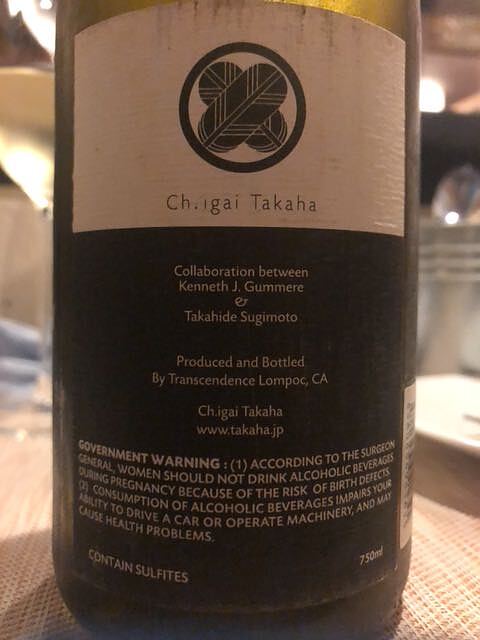 Ch.igai Takaha
Collaboration between
Kenneth J. Gummere
&
Takahide Sugimoto
Produced and Bottled
By Transcendence Lompoc, CA
Ch.igai Takaha
www.takaha.jp
GOVERNMENT WARNING : (1) ACCORDING TO THE SURGEON
GENERAL, WOMEN SHOULD NOT DRINK ALCOHOLIC BEVERAGES
DURING PREGNANCY BECAUSE OF THE RISK OF BIRTH DEFECTS.
(2) CONSUMPTION OF ALCOHOLIC BEVERAGES IMPAIRS YOUR
ABILITY TO DRIVE A CAR OR OPERATE MACHINERY, AND MAY
CAUSE HEALTH PROBLEMS.
CONTAIN SULFITES
750ml